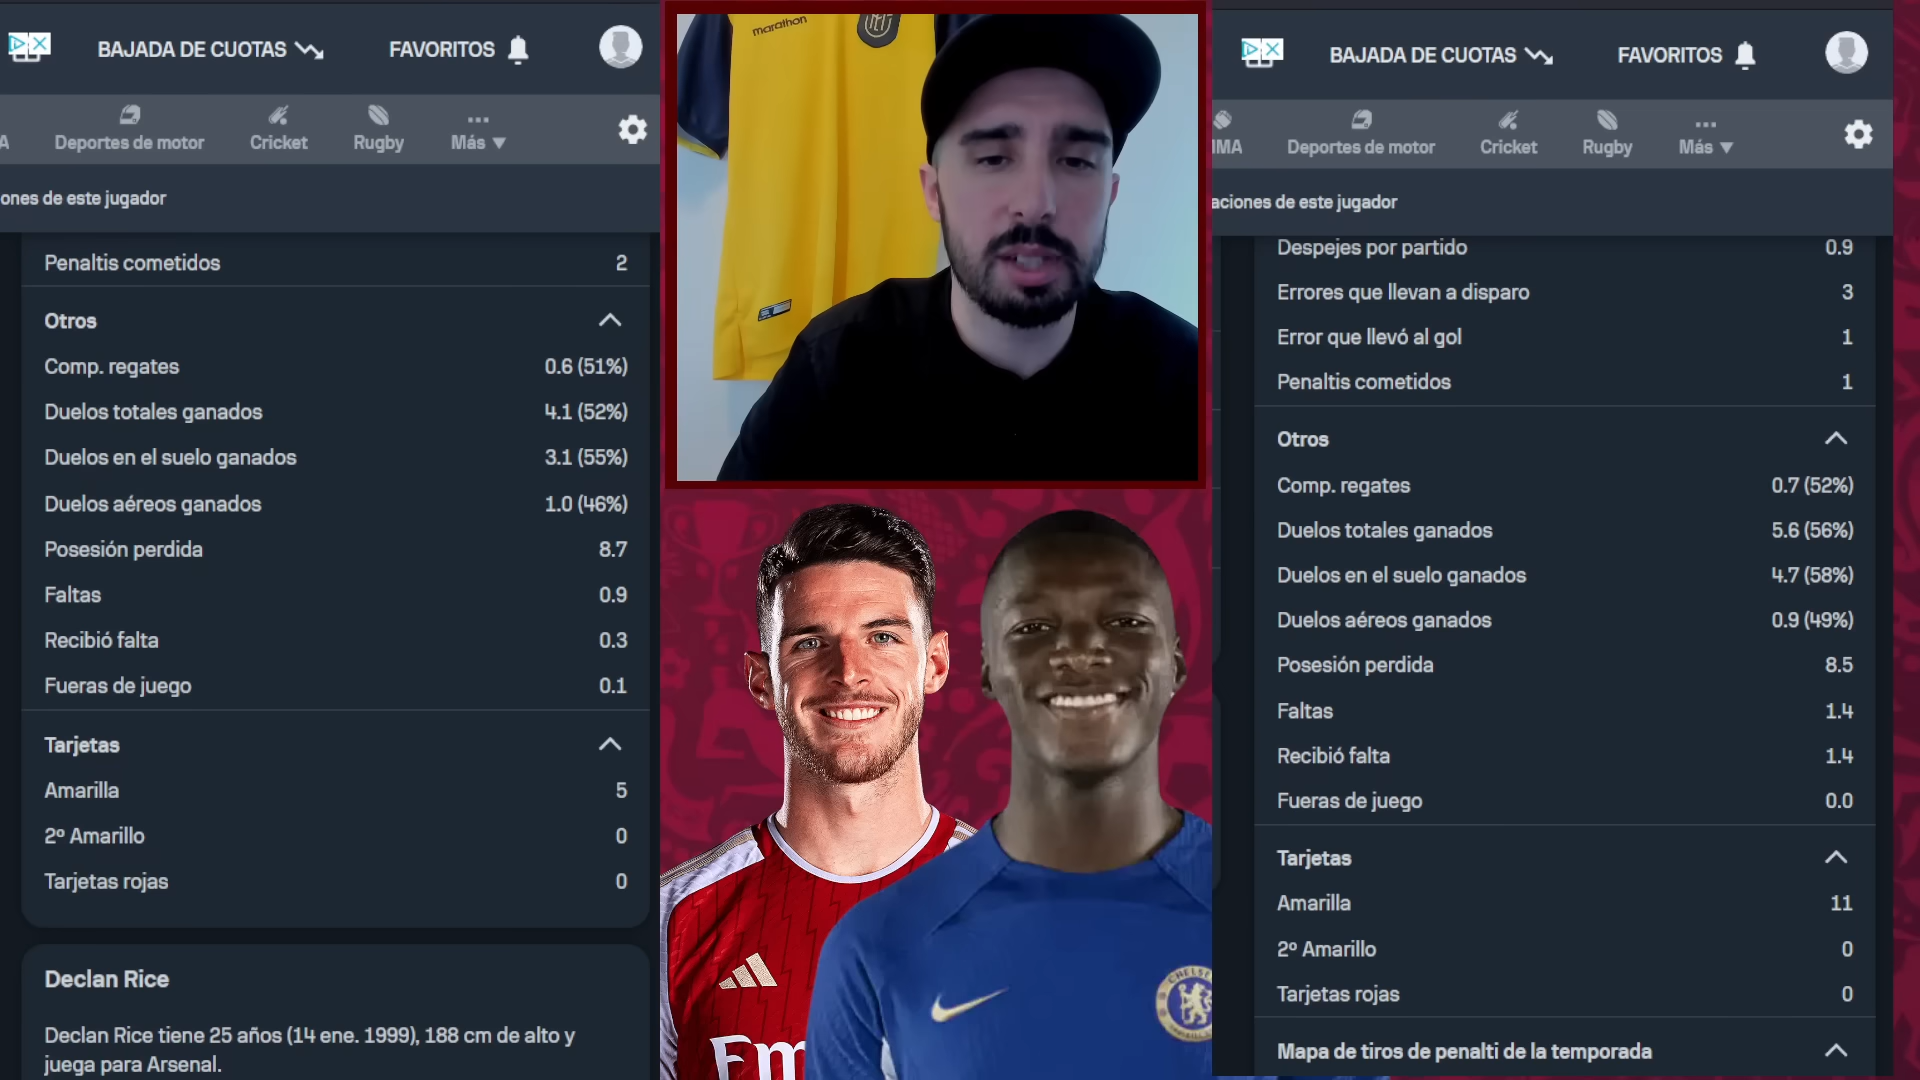 BAJADA DE CUOTAS
FAVORITOS
A
Deportes de motor
Cricket
Rugby
Más ▼
ones de este jugador
Penaltis cometidos 2
Otros
Comp. regates 0.6 (51%)
Duelos totales ganados 4.1 (52%)
Duelos en el suelo ganados 3.1 (55%)
Duelos aéreos ganados 1.0 (46%)
Posesión perdida 8.7
Faltas 0.9
Recibió falta 0.3
Fueras de juego 0.1
Tarjetas
Amarilla 5
2º Amarillo 0
Tarjetas rojas 0
Declan Rice
Declan Rice tiene 25 años (14 ene. 1999), 188 cm de alto y
juega para Arsenal.
marathon
Em
CHELSE
BAJADA DE CUOTAS
FAVORITOS
MMA
Deportes de motor
Cricket
Rugby
Más ▼
aciones de este jugador
Despejes por partido 0.9
Errores que llevan a disparo 3
Error que llevó al gol 1
Penaltis cometidos 1
Otros
Comp. regates 0.7 (52%)
Duelos totales ganados 5.6 (56%)
Duelos en el suelo ganados 4.7 (58%)
Duelos aéreos ganados 0.9 (49%)
Posesión perdida 8.5
Faltas 1.4
Recibió falta 1.4
Fueras de juego 0.0
Tarjetas
Amarilla 11
2º Amarillo 0
Tarjetas rojas 0
Mapa de tiros de penalti de la temporada